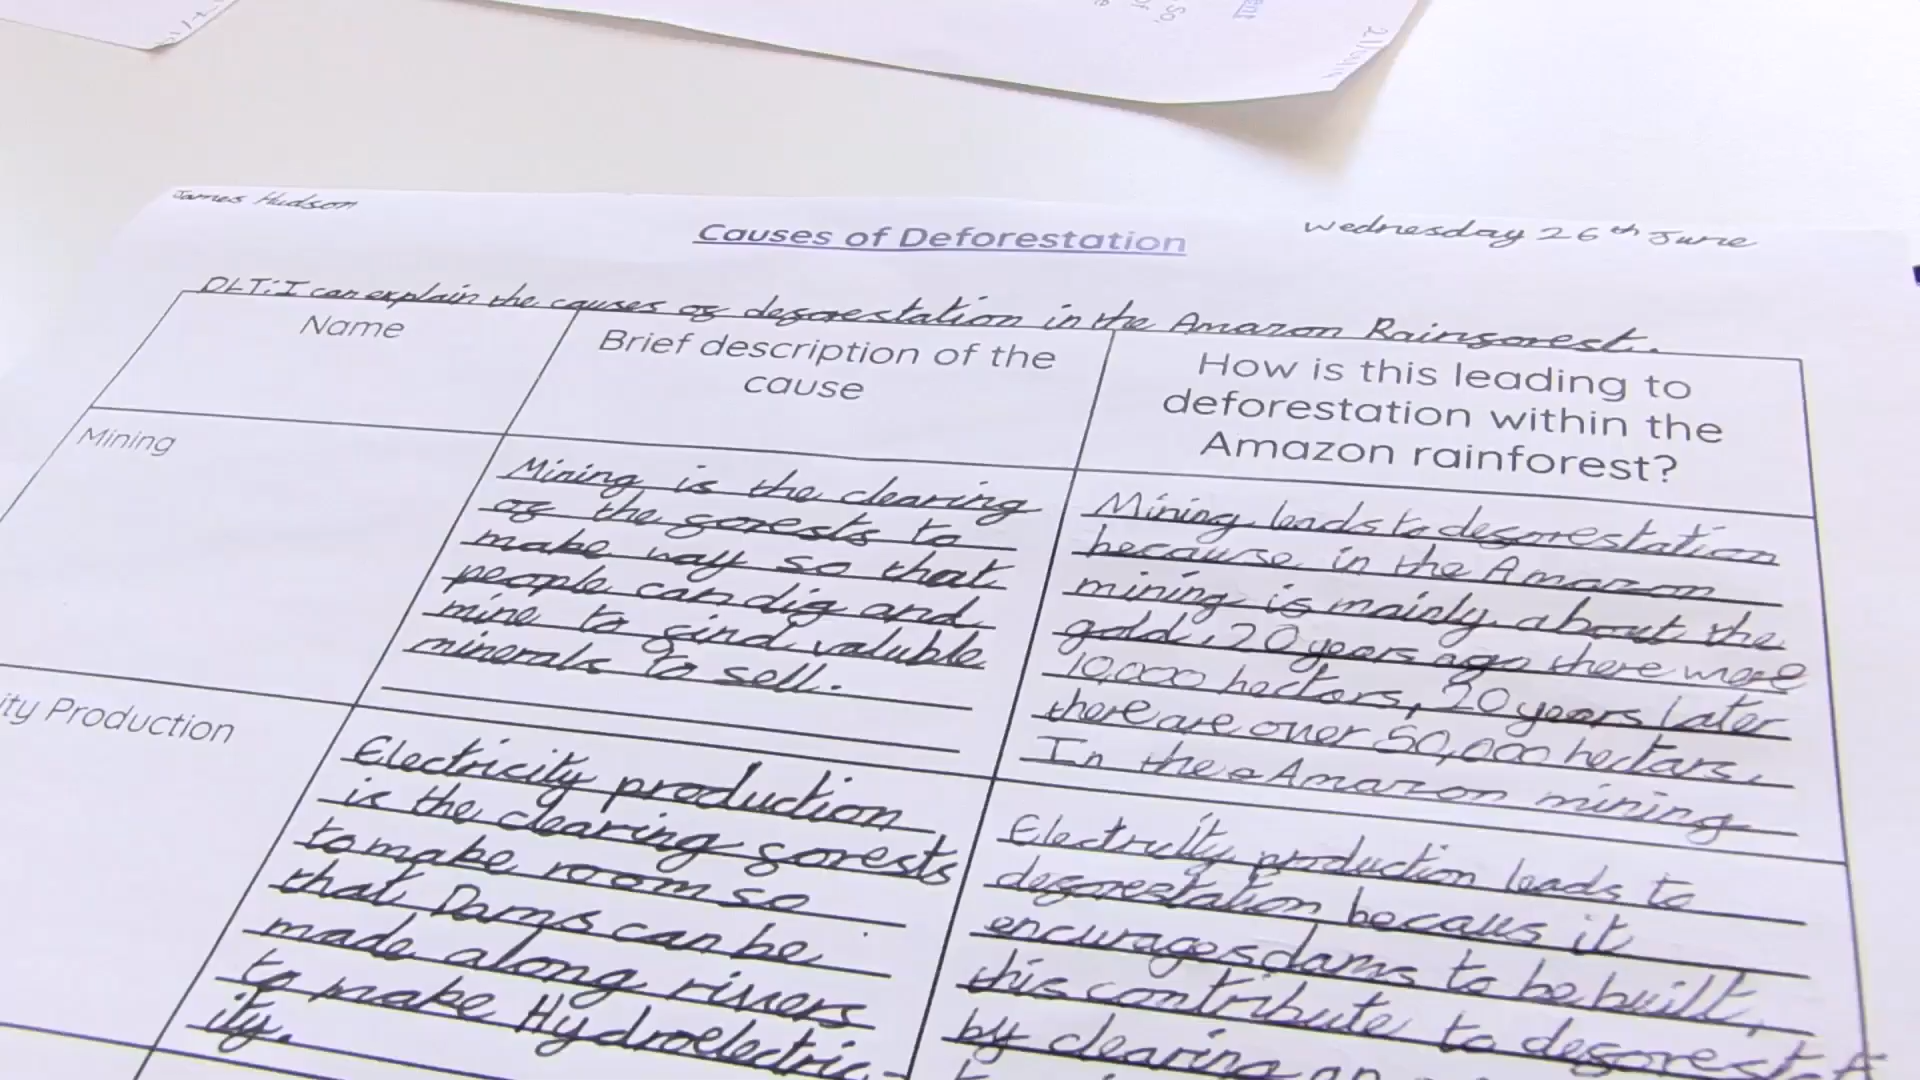 James Hudson
Wednesday 26th June
Causes of Deforestation
DLT: I can explain the causes of deforestation in the Amazon Rainforest.
Name
Brief description of the
cause
How is this leading to
deforestation within the
Amazon rainforest?
Mining
Mining is the clearing
of the forests to
make way so that
people can dig and
mine to find valuble
minerals to sell.
Mining leads to deforestation
because in the Amazon
mining is mainly about the
gold. 20 years ago there were
10,000 hectors, 20 years later
there are over 50,000 hectars.
In the Amazon mining
ity Production
Electricity production
is the clearing forests
to make room so
that Dams can be
made along rivers
to make Hydroelectric-
ity.
Electricity production leads to
deforestation becaus it
encurages dams to be built,
this contribute to deforestat
by clearing an